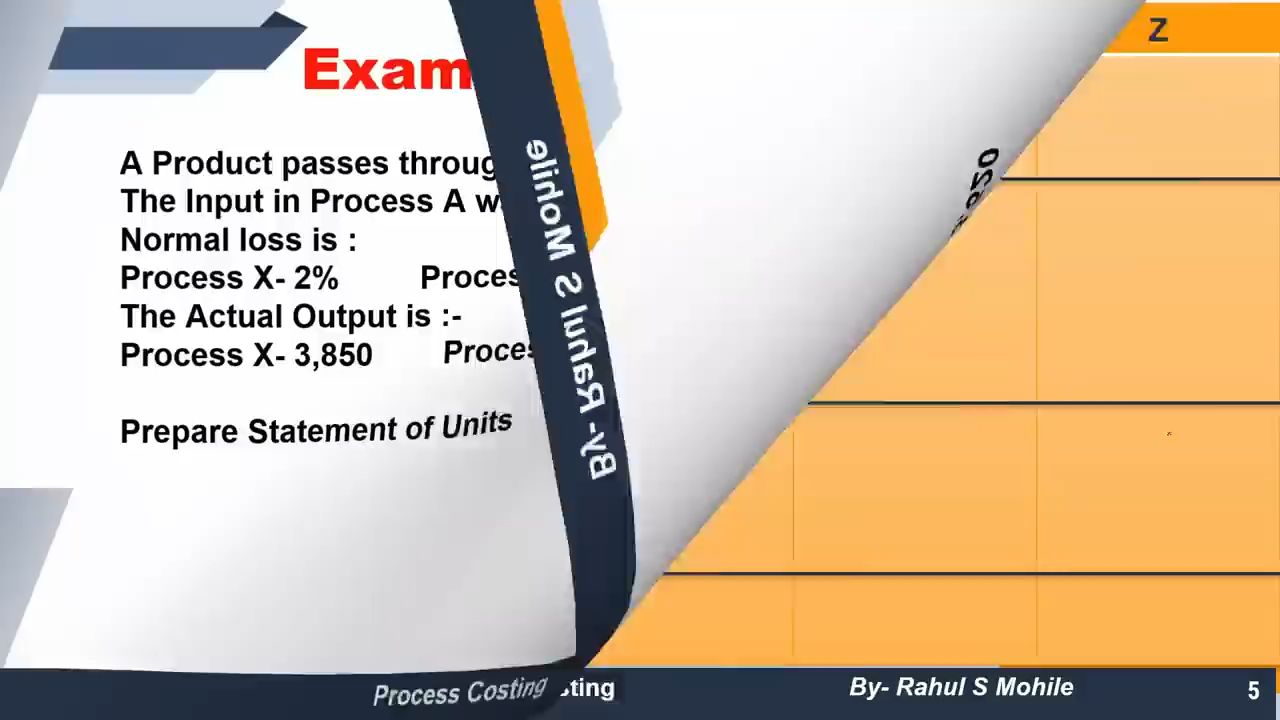 Exam
Z
A Product passes throug
The Input in Process A w
Normal loss is :
Process X- 2% Proces
The Actual Output is :-
Process X- 3,850 Proces
Prepare Statement of Units
By- Rahul S Mohile
Process Costing sting By- Rahul S Mohile 5